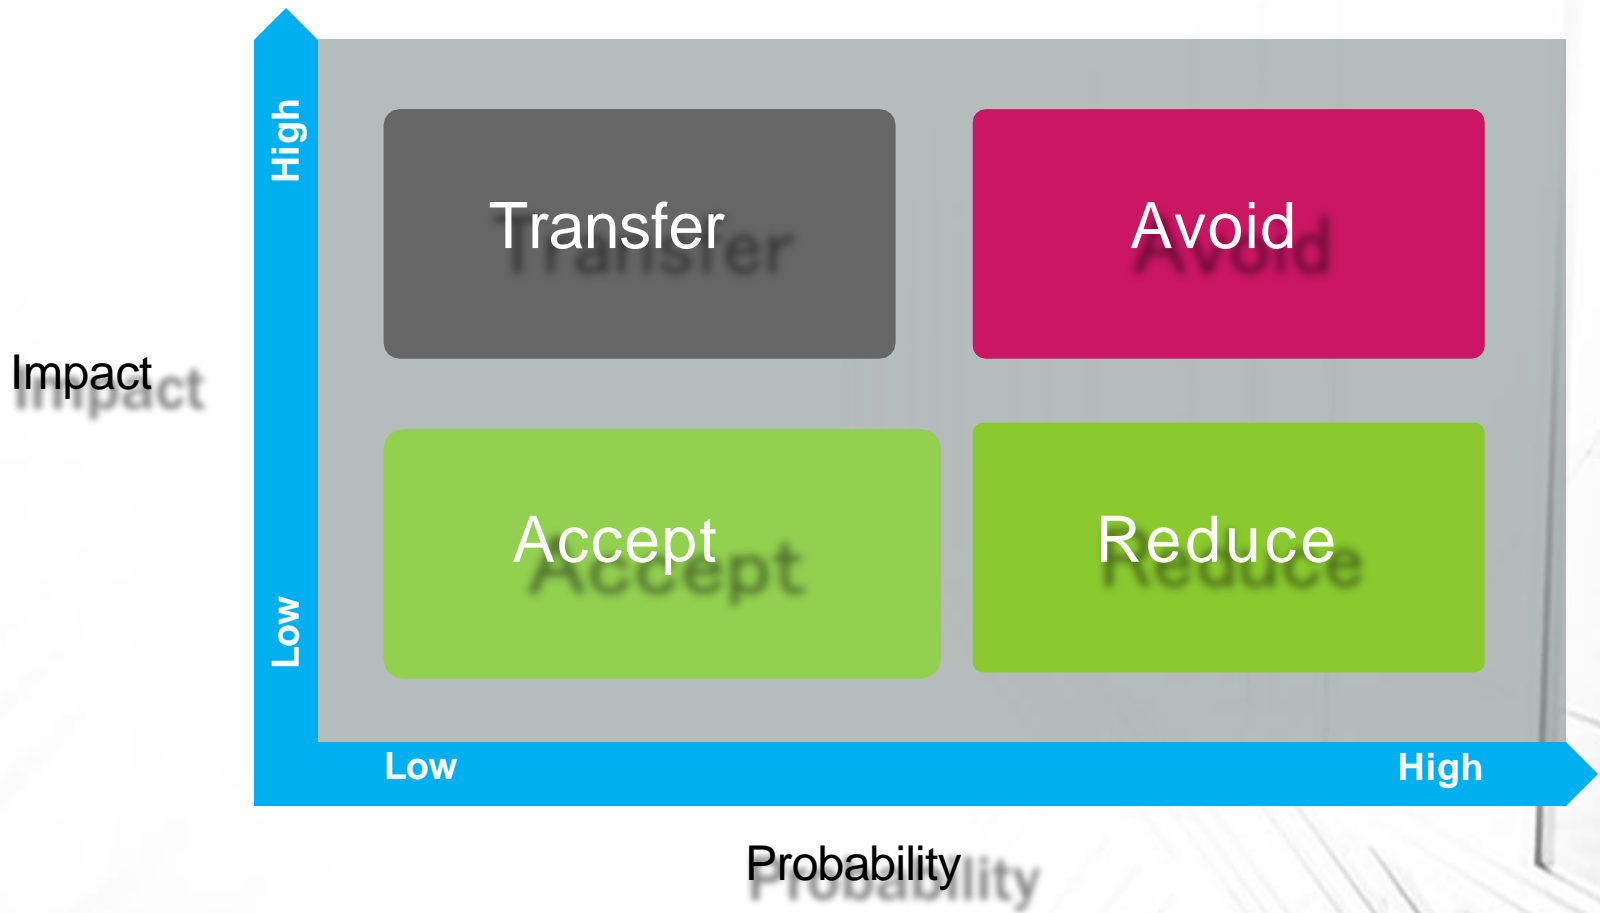 High
Transfer
Avoid
Impact
Accept
Reduce
Low
Low
High
Probability